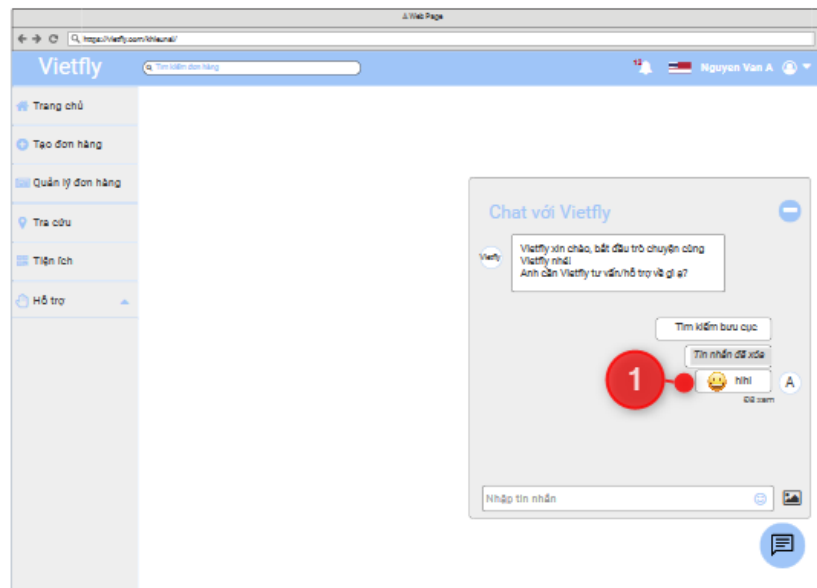 A Web Page
https://vietfly.com/khieunai/
Vietfly
Tìm kiếm đơn hàng
12
Nguyen Van A
Trang chủ
Tạo đơn hàng
Quản lý đơn hàng
Tra cứu
Tiện ích
Hỗ trợ
Chat với Vietfly
Vietfly
Vietfly xin chào, bắt đầu trò chuyện cùng
Vietfly nhé!
Anh cần Vietfly tư vấn/hỗ trợ về gì ạ?
Tìm kiếm bưu cục
Tin nhắn đã xóa
1
hihi
A
Đã xem
Nhập tin nhắn